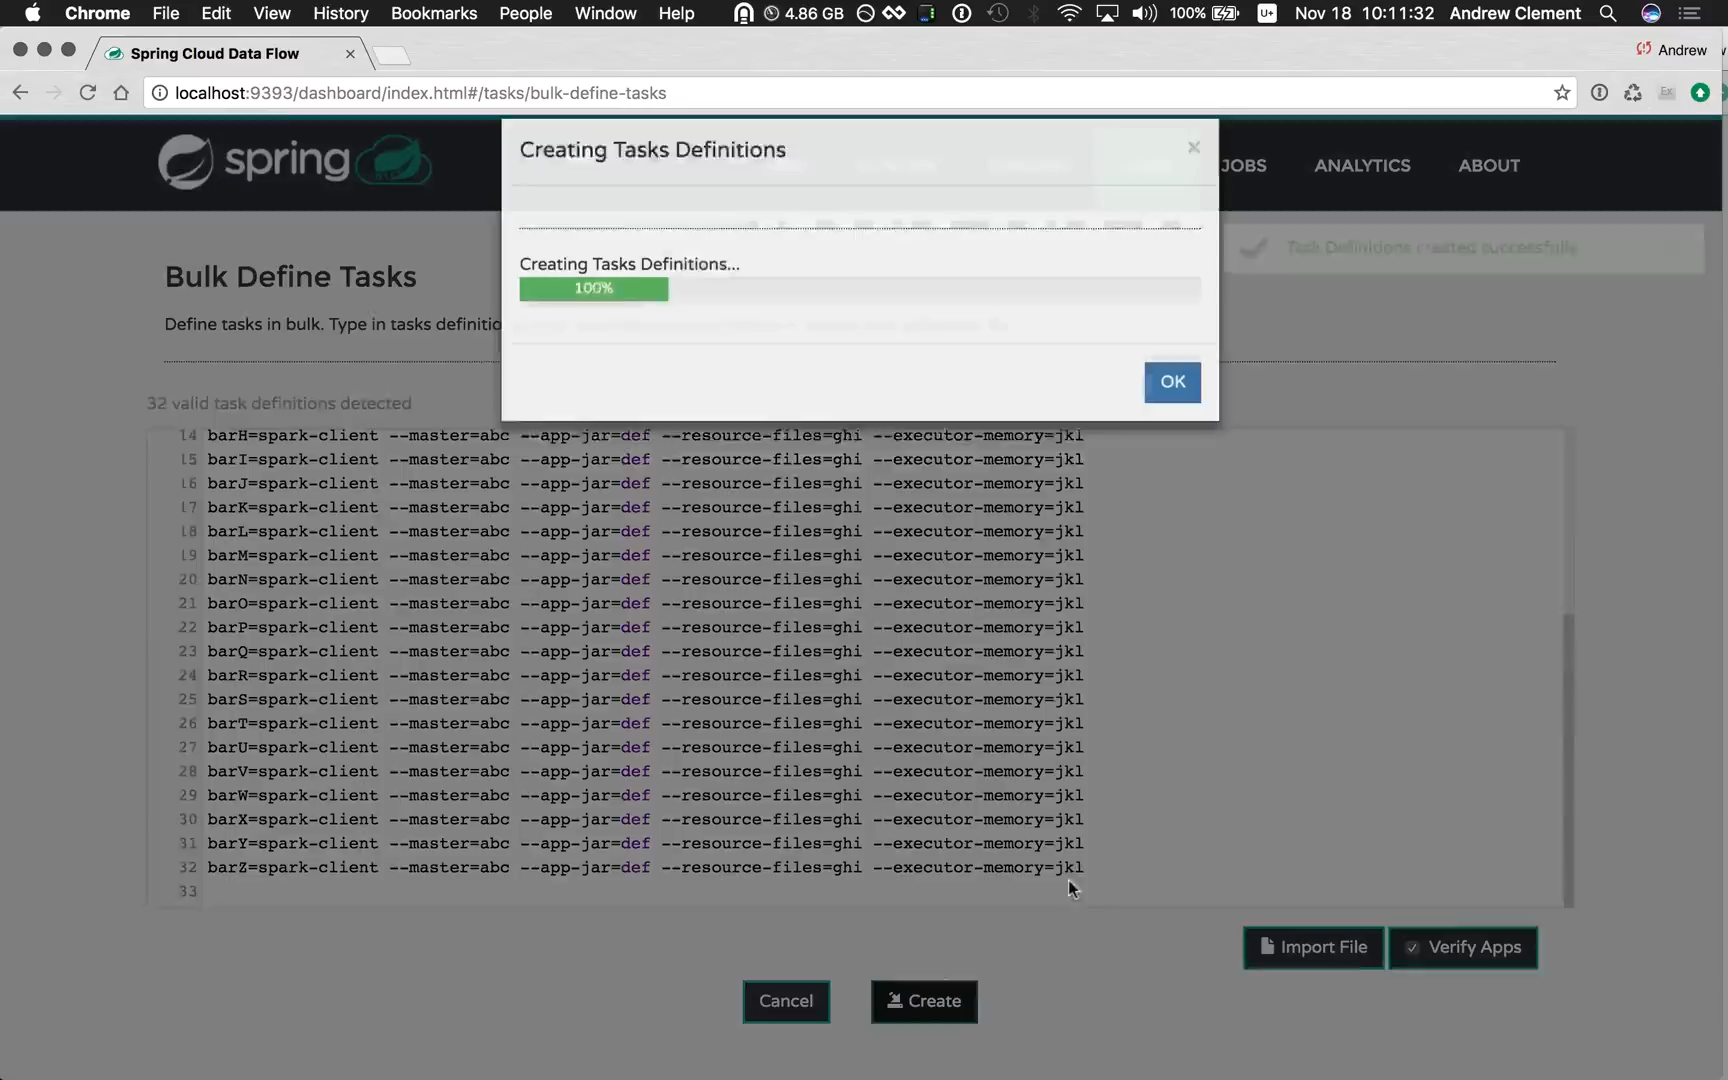 Chrome File Edit View History Bookmarks People Window Help 4.86 GB 100% U+ Nov 18 10:11:32 Andrew Clement
Spring Cloud Data Flow Andrew
localhost:9393/dashboard/index.html#/tasks/bulk-define-tasks
spring
JOBS ANALYTICS ABOUT
Creating Tasks Definitions
Task Definitions created successfully
Creating Tasks Definitions...
100%
OK
Bulk Define Tasks
Define tasks in bulk. Type in tasks definitio
32 valid task definitions detected
14 barH=spark-client --master=abc --app-jar=def --resource-files=ghi --executor-memory=jkl
15 barI=spark-client --master=abc --app-jar=def --resource-files=ghi --executor-memory=jkl
16 barJ=spark-client --master=abc --app-jar=def --resource-files=ghi --executor-memory=jkl
17 barK=spark-client --master=abc --app-jar=def --resource-files=ghi --executor-memory=jkl
18 barL=spark-client --master=abc --app-jar=def --resource-files=ghi --executor-memory=jkl
19 barM=spark-client --master=abc --app-jar=def --resource-files=ghi --executor-memory=jkl
20 barN=spark-client --master=abc --app-jar=def --resource-files=ghi --executor-memory=jkl
21 barO=spark-client --master=abc --app-jar=def --resource-files=ghi --executor-memory=jkl
22 barP=spark-client --master=abc --app-jar=def --resource-files=ghi --executor-memory=jkl
23 barQ=spark-client --master=abc --app-jar=def --resource-files=ghi --executor-memory=jkl
24 barR=spark-client --master=abc --app-jar=def --resource-files=ghi --executor-memory=jkl
25 barS=spark-client --master=abc --app-jar=def --resource-files=ghi --executor-memory=jkl
26 barT=spark-client --master=abc --app-jar=def --resource-files=ghi --executor-memory=jkl
27 barU=spark-client --master=abc --app-jar=def --resource-files=ghi --executor-memory=jkl
28 barV=spark-client --master=abc --app-jar=def --resource-files=ghi --executor-memory=jkl
29 barW=spark-client --master=abc --app-jar=def --resource-files=ghi --executor-memory=jkl
30 barX=spark-client --master=abc --app-jar=def --resource-files=ghi --executor-memory=jkl
31 barY=spark-client --master=abc --app-jar=def --resource-files=ghi --executor-memory=jkl
32 barZ=spark-client --master=abc --app-jar=def --resource-files=ghi --executor-memory=jkl
33
Import File Verify Apps
Cancel Create